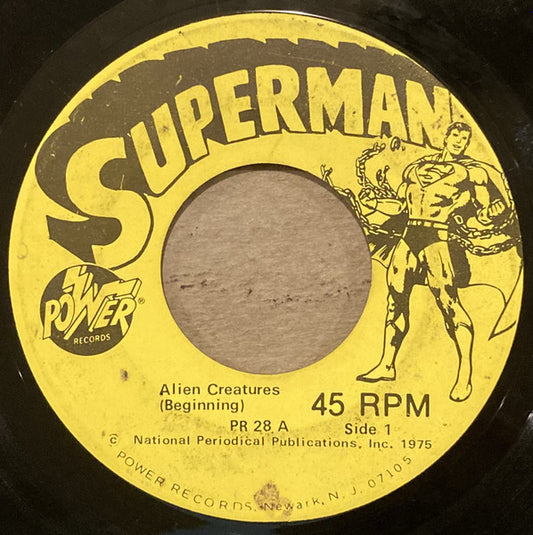 SUPERMAN
S
POWER®
RECORDS
Alien Creatures
(Beginning)
45 RPM
PR 28 A
Side 1
© National Periodical Publications, Inc. 1975
POWER RECORDS, Newark, N. J. 07105